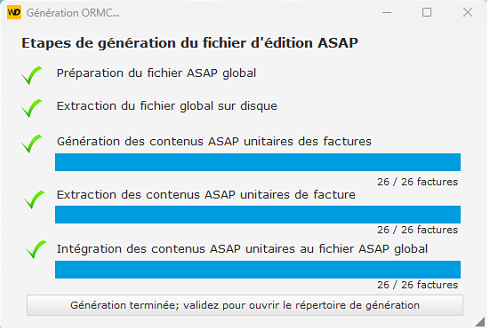 WD Génération ORMC...
Etapes de génération du fichier d'édition ASAP
Préparation du fichier ASAP global
Extraction du fichier global sur disque
Génération des contenus ASAP unitaires des factures
26 / 26 factures
Extraction des contenus ASAP unitaires de facture
26 / 26 factures
Intégration des contenus ASAP unitaires au fichier ASAP global
26 / 26 factures
Génération terminée; validez pour ouvrir le répertoire de génération